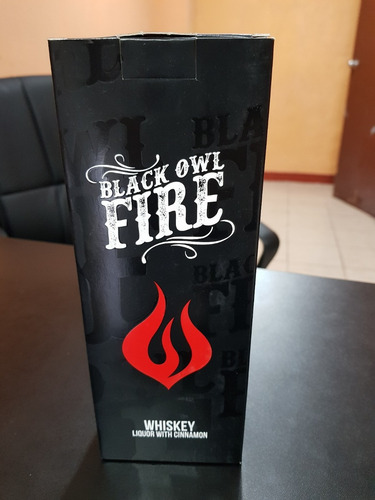 BLACK OWL
FIRE
WHISKEY
LIQUOR WITH CINNAMON